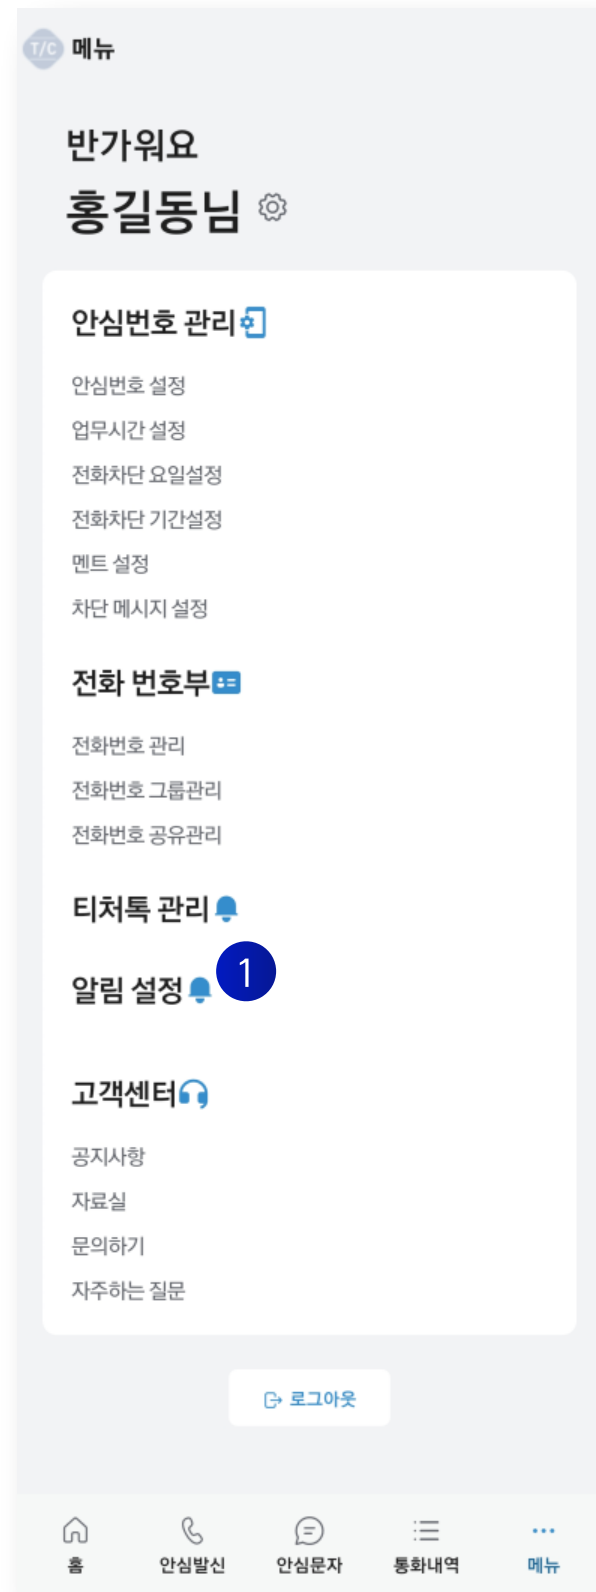 T/C 메뉴
반가워요
홍길동님
안심번호 관리
안심번호 설정
업무시간 설정
전화차단 요일설정
전화차단 기간설정
멘트 설정
차단 메시지 설정
전화 번호부
전화번호 관리
전화번호 그룹관리
전화번호 공유관리
티처톡 관리
알림 설정 1
고객센터
공지사항
자료실
문의하기
자주하는 질문
로그아웃
홈 안심발신 안심문자 통화내역 메뉴